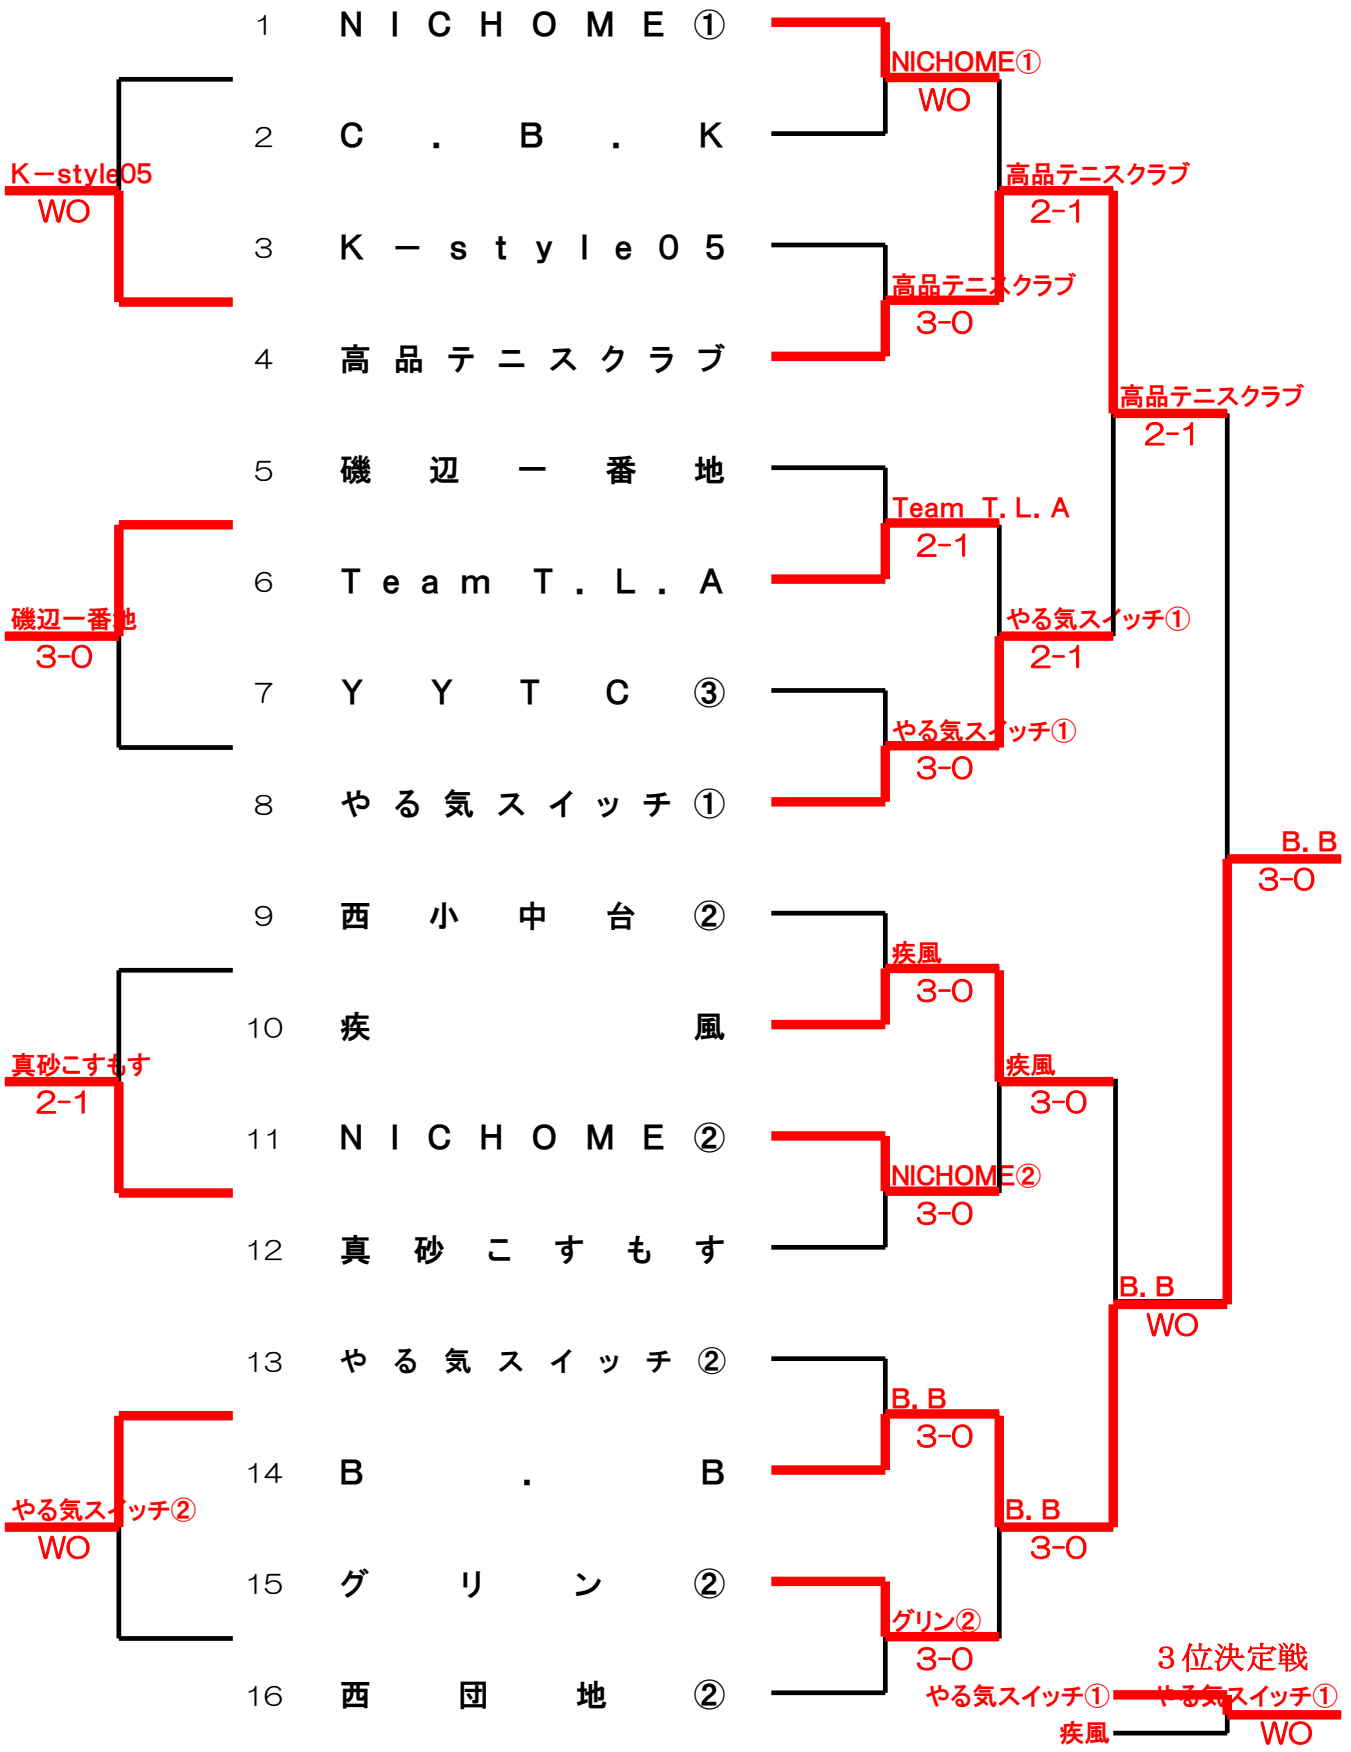 1 NICHOME①
NICHOME①
WO
2 C.B.K
K-style05
WO
高品テニスクラブ
2-1
3 K-style05
高品テニスクラブ
3-0
4 高品テニスクラブ
高品テニスクラブ
2-1
5 磯辺一番地
Team T.L.A
2-1
6 Team T.L.A
磯辺一番地
3-0
やる気スイッチ①
2-1
7 YYTC③
やる気スイッチ①
3-0
8 やる気スイッチ①
B.B
3-0
9 西小中台②
疾風
3-0
10 疾風
真砂こすもす
2-1
疾風
3-0
11 NICHOME②
NICHOME②
3-0
12 真砂こすもす
B.B
WO
13 やる気スイッチ②
B.B
3-0
14 B.B
やる気スイッチ②
WO
B.B
3-0
15 グリン②
グリン②
3-0
16 西団地②
3位決定戦
やる気スイッチ①
やる気スイッチ①
疾風
WO